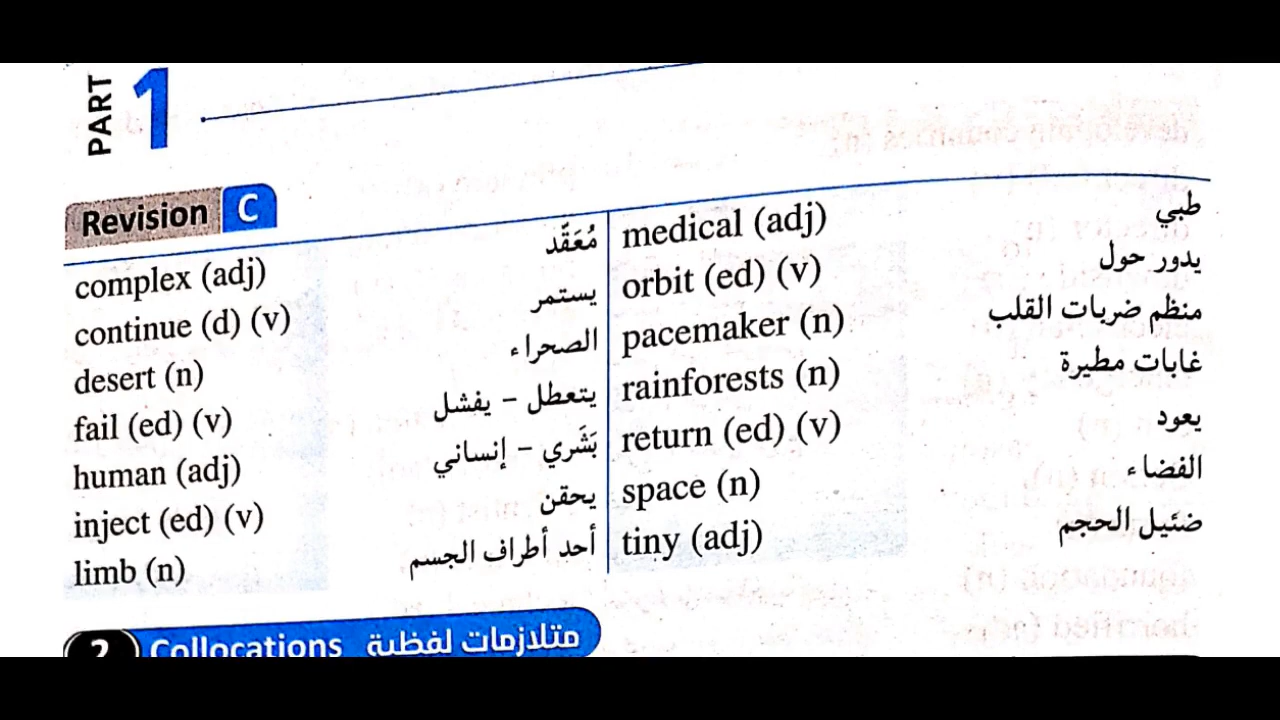 PART 1
Revision C
complex (adj) مُعَقَّد
continue (d) (v) يستمر
desert (n) الصحراء
fail (ed) (v) يتعطل - يفشل
human (adj) بَشَري - إنساني
inject (ed) (v) يحقن
limb (n) أحد أطراف الجسم
medical (adj) طبي
orbit (ed) (v) يدور حول
pacemaker (n) منظم ضربات القلب
rainforests (n) غابات مطيرة
return (ed) (v) يعود
space (n) الفضاء
tiny (adj) ضئيل الحجم
2 Collocations متلازمات لفظية